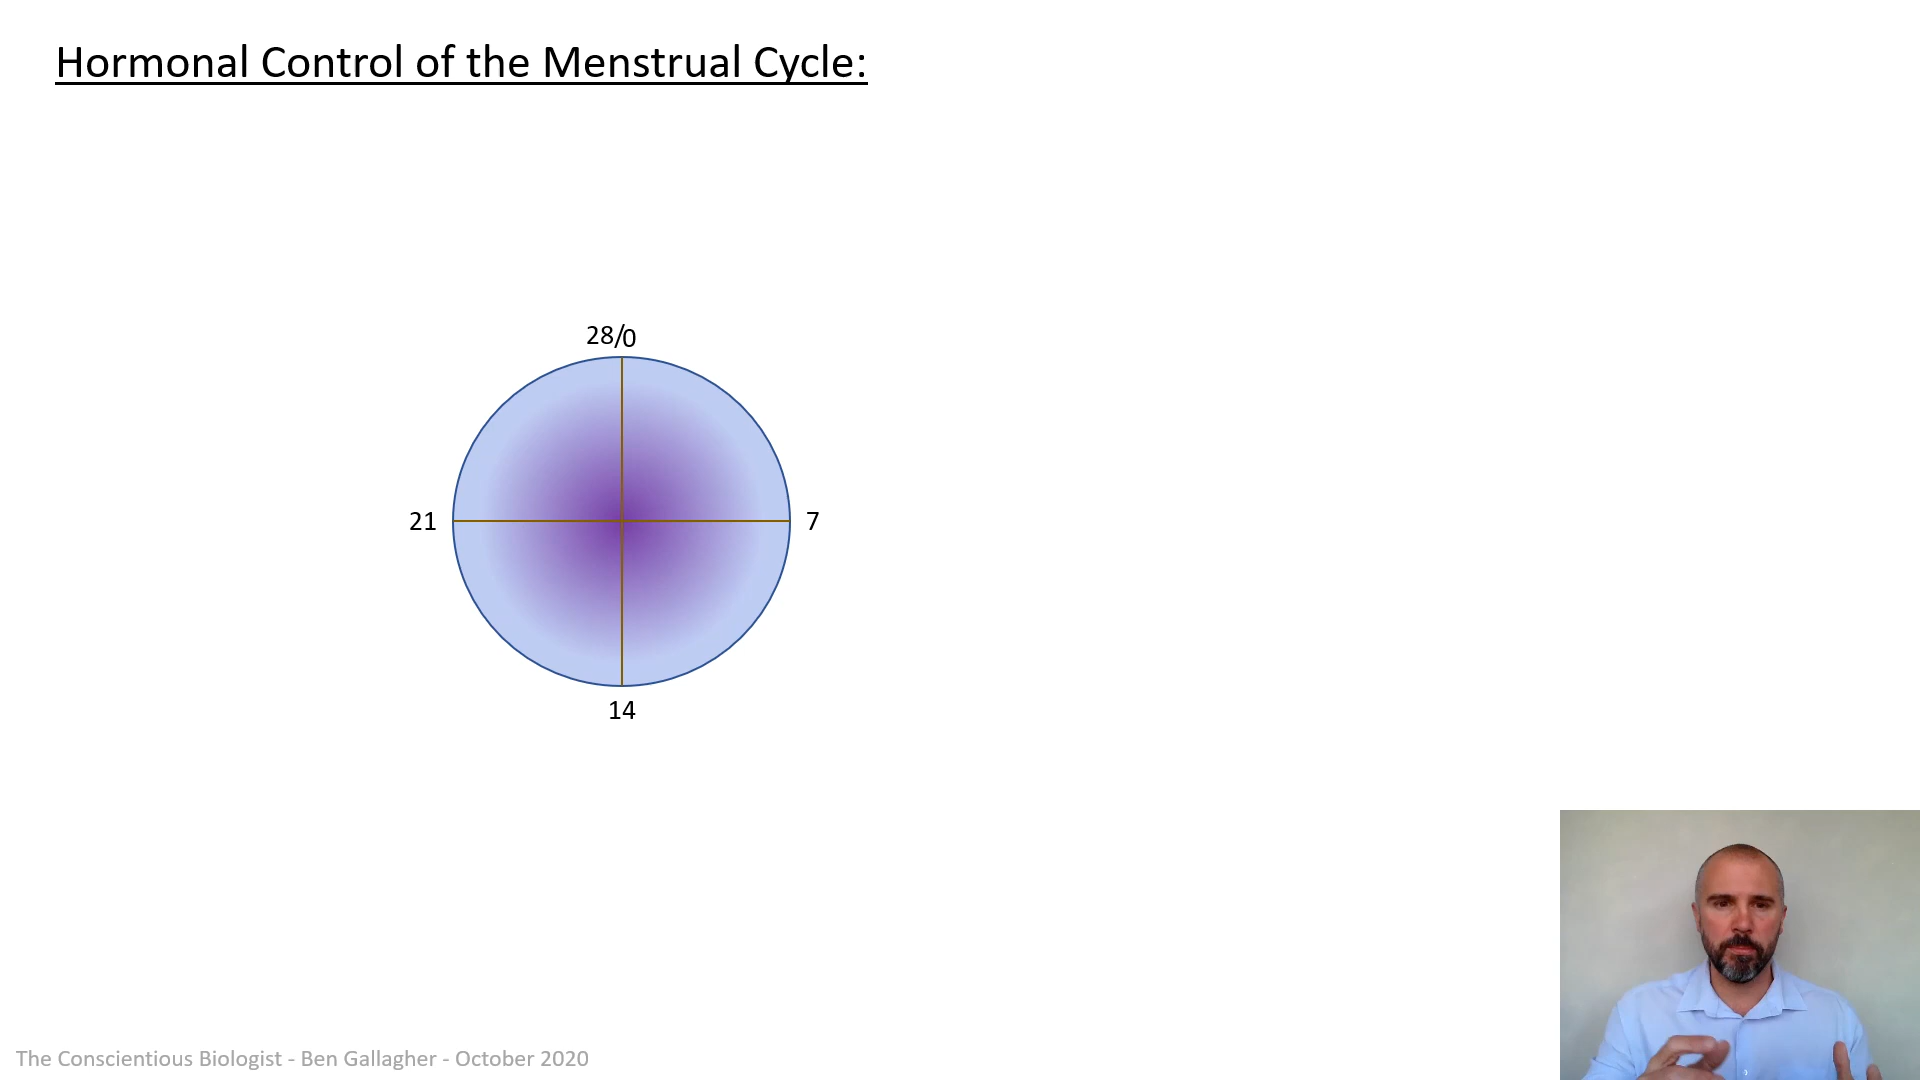 Hormonal Control of the Menstrual Cycle:
28/0
21
7
14
The Conscientious Biologist - Ben Gallagher - October 2020